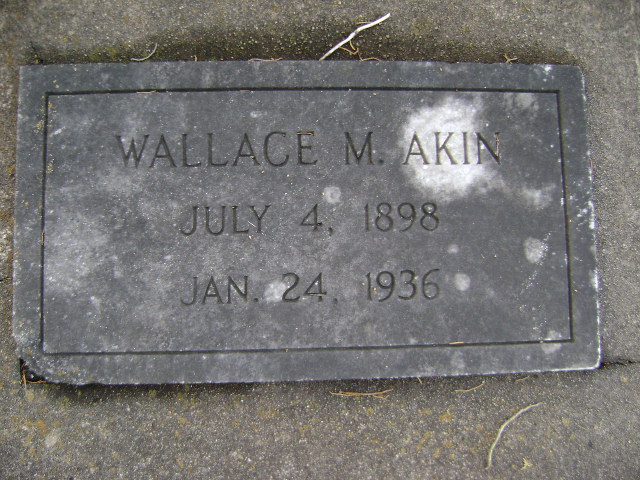 WALLACE M. AKIN
JULY 4, 1898
JAN. 24, 1936